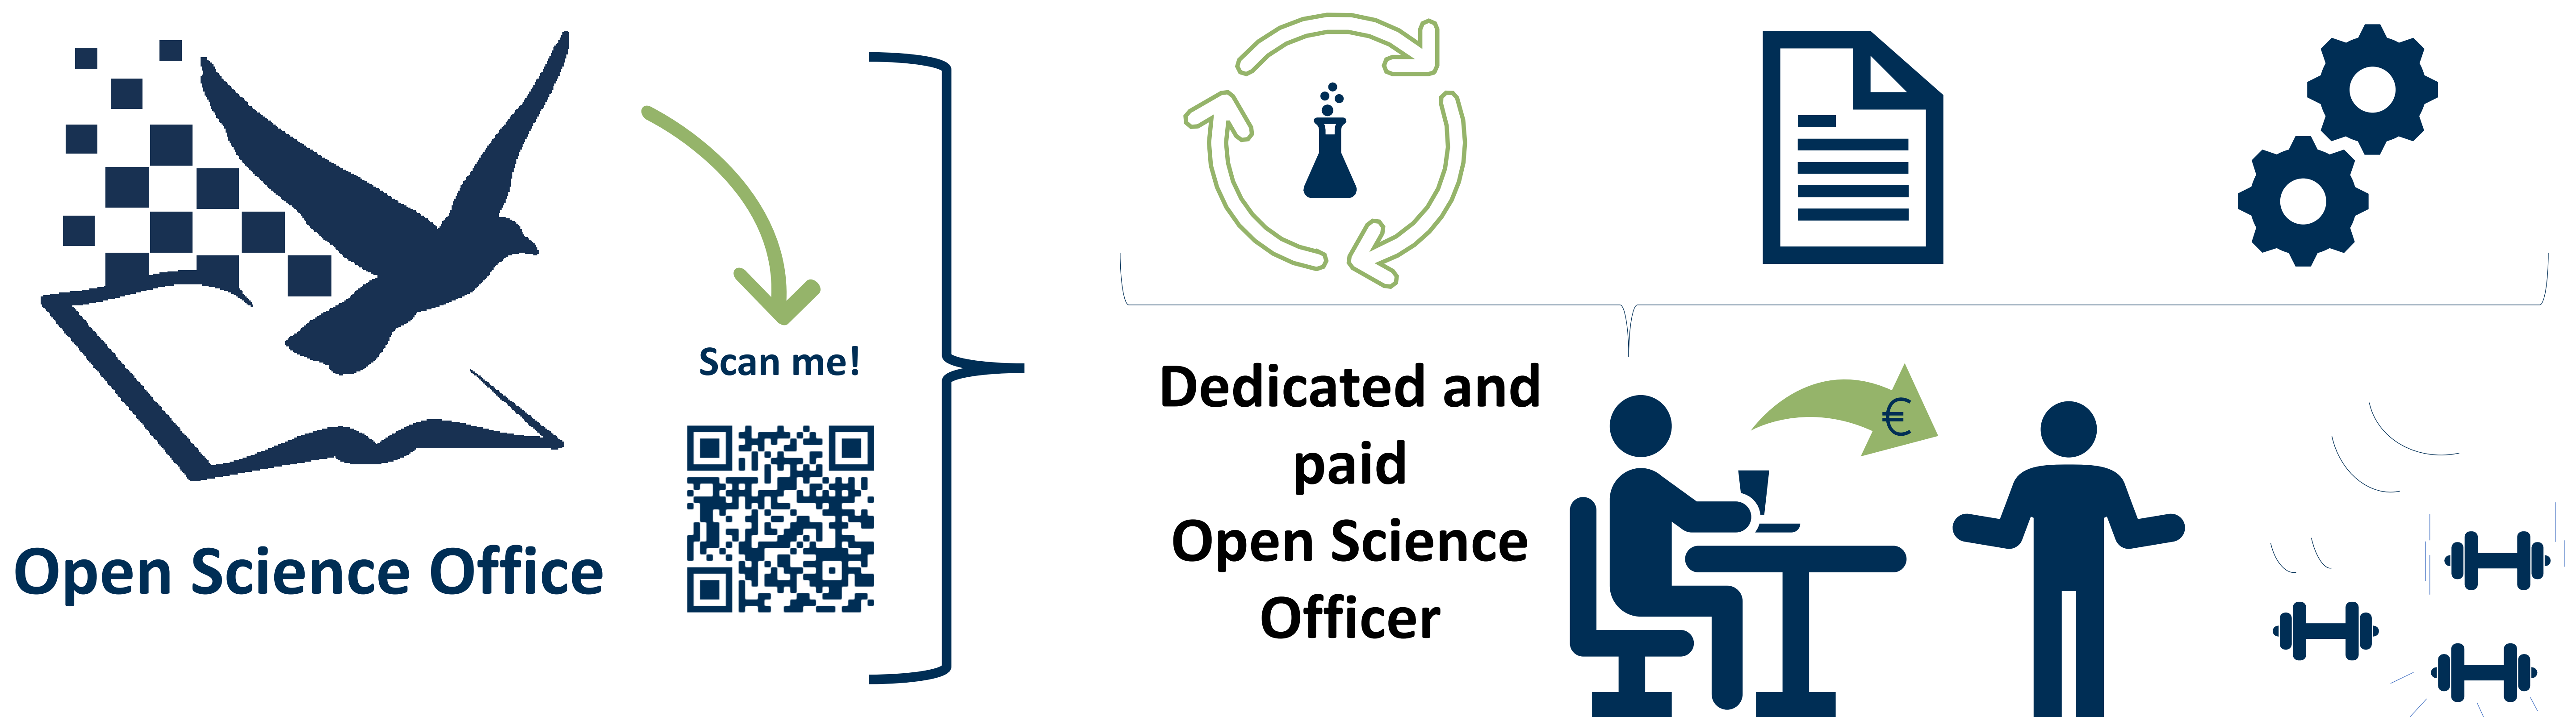 Open Science Office
Scan me!
Dedicated and
paid
Open Science
Officer
€